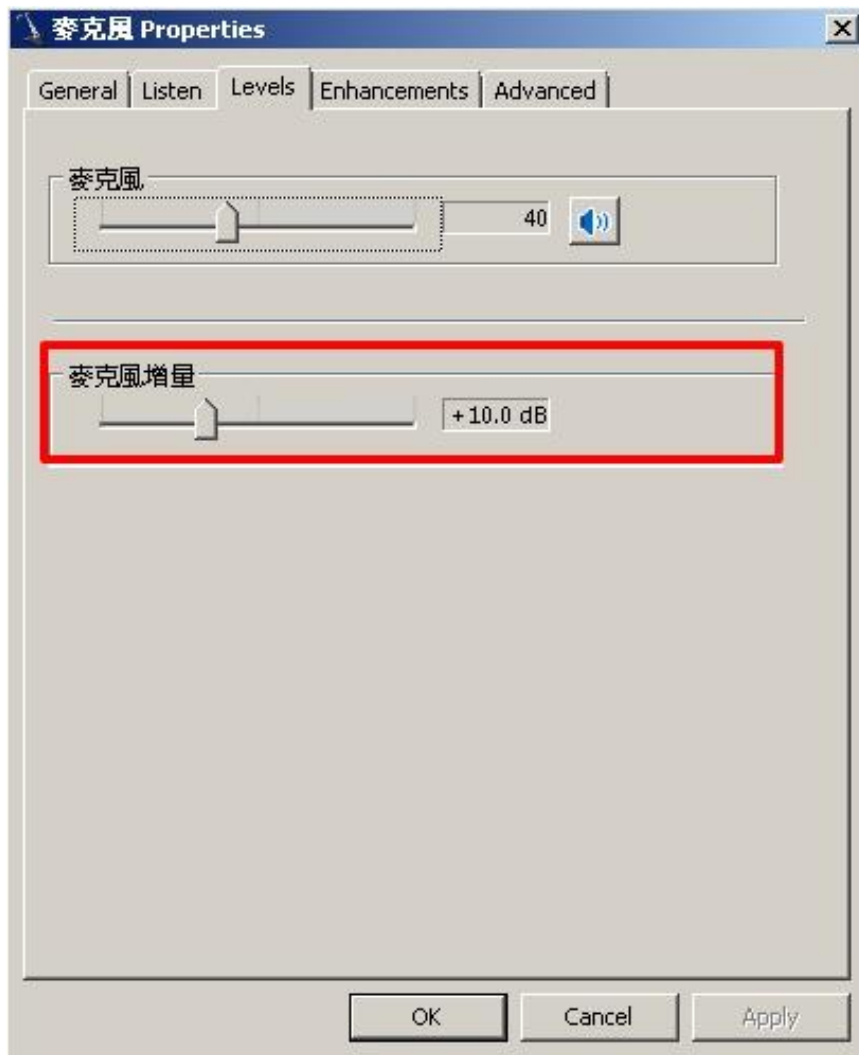 麥克風 Properties
General Listen Levels Enhancements Advanced
麥克風
40
麥克風增量
+10.0 dB
OK Cancel Apply